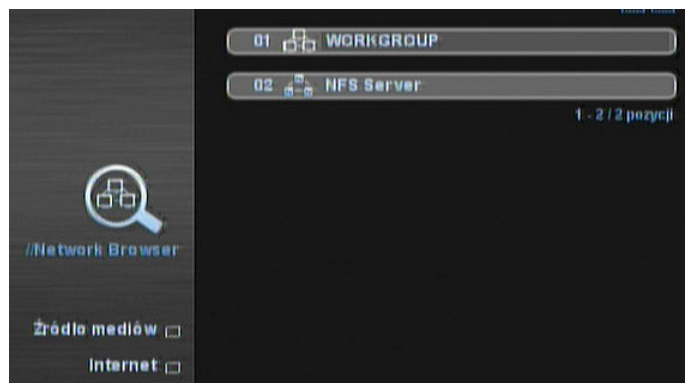 01 WORKGROUP
02 NFS Server
1 - 2 / 2 pozycji
//Network Browser
Źródło mediów
Internet